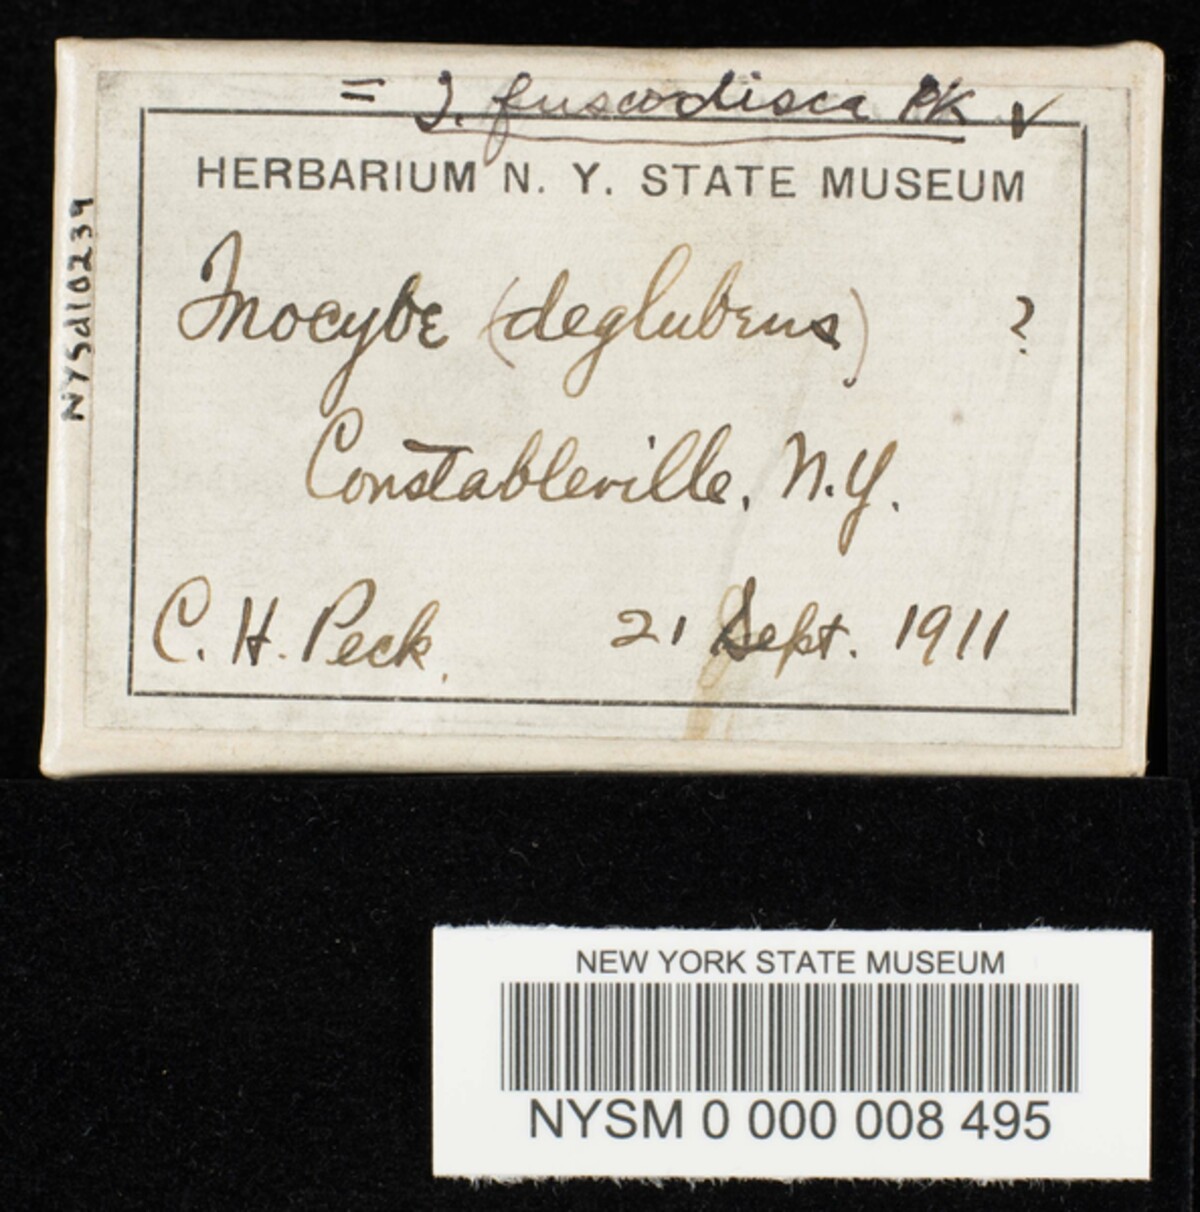 = I. fuscodisca Pk ✓
HERBARIUM N. Y. STATE MUSEUM
Inocybe (deglubens) ?
Constableville, N.Y.
C. H. Peck. 21 Sept. 1911
NYSd10239
NEW YORK STATE MUSEUM
NYSM 0 000 008 495